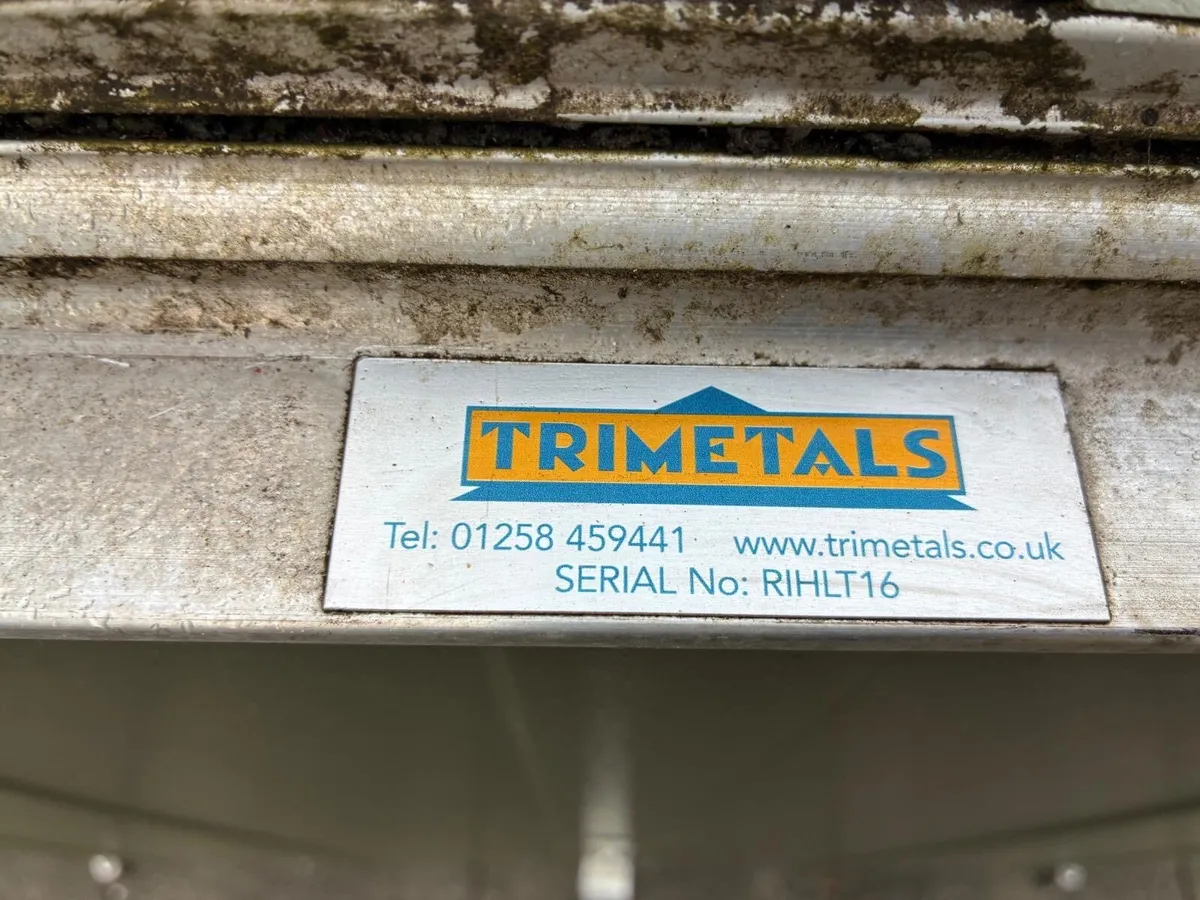 TRIMETALS
Tel: 01258 459441 www.trimetals.co.uk
SERIAL No: RIHLT16